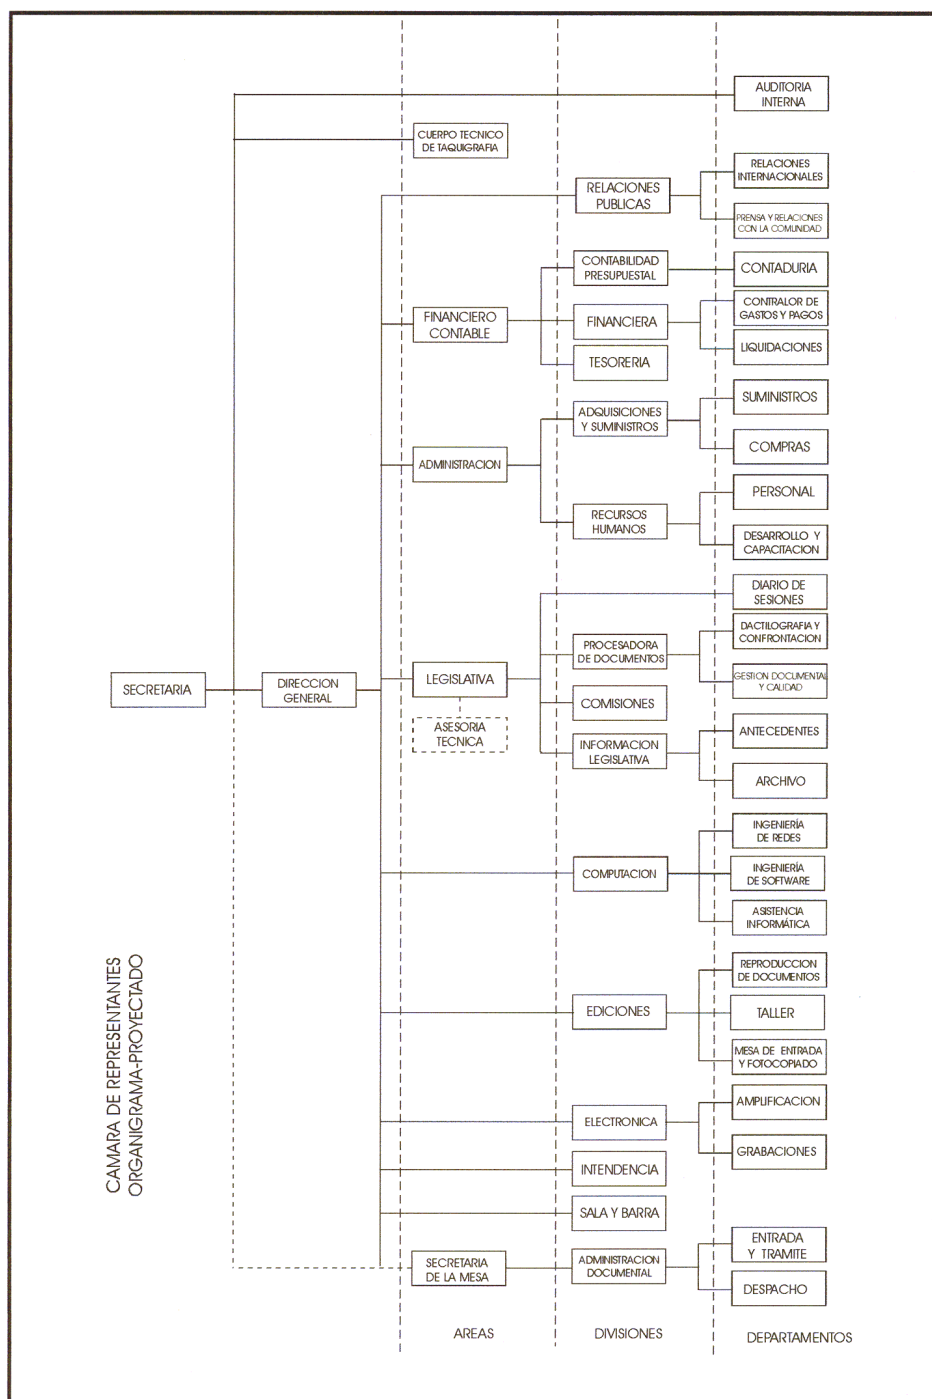 AUDITORIA
INTERNA
CUERPO TECNICO
DE TAQUIGRAFIA
RELACIONES
PUBLICAS
RELACIONES
INTERNACIONALES
PRENSA Y RELACIONES
CON LA COMUNIDAD
FINANCIERO
CONTABLE
CONTABILIDAD
PRESUPUESTAL
CONTADURIA
FINANCIERA
CONTRALOR DE
GASTOS Y PAGOS
LIQUIDACIONES
TESORERIA
ADMINISTRACION
ADQUISICIONES
Y SUMINISTROS
SUMINISTROS
COMPRAS
RECURSOS
HUMANOS
PERSONAL
DESARROLLO Y
CAPACITACION
SECRETARIA
DIRECCION
GENERAL
LEGISLATIVA
ASESORIA
TECNICA
DIARIO DE
SESIONES
PROCESADORA
DE DOCUMENTOS
DACTILOGRAFIA Y
CONFRONTACION
GESTION DOCUMENTAL
Y CALIDAD
COMISIONES
INFORMACION
LEGISLATIVA
ANTECEDENTES
ARCHIVO
COMPUTACION
INGENIERÍA
DE REDES
INGENIERÍA
DE SOFTWARE
ASISTENCIA
INFORMÁTICA
EDICIONES
REPRODUCCION
DE DOCUMENTOS
TALLER
MESA DE ENTRADA
Y FOTOCOPIADO
ELECTRONICA
AMPLIFICACION
GRABACIONES
INTENDENCIA
SALA Y BARRA
SECRETARIA
DE LA MESA
ADMINISTRACION
DOCUMENTAL
ENTRADA
Y TRAMITE
DESPACHO
AREAS
DIVISIONES
DEPARTAMENTOS
CAMARA DE REPRESENTANTES
ORGANIGRAMA-PROYECTADO